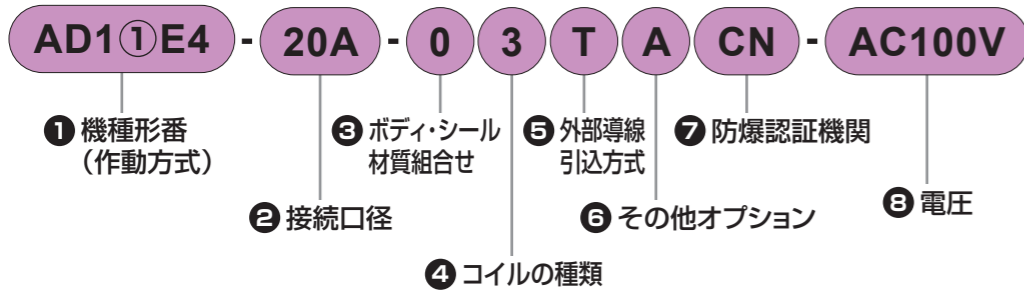 AD1①E4 - 20A - 0 3 T A CN - AC100V
❶ 機種形番
(作動方式)
❸ ボディ・シール
材質組合せ
❺ 外部導線
引込方式
❼ 防爆認証機関
❷ 接続口径
❻ その他オプション
❽ 電圧
❹ コイルの種類